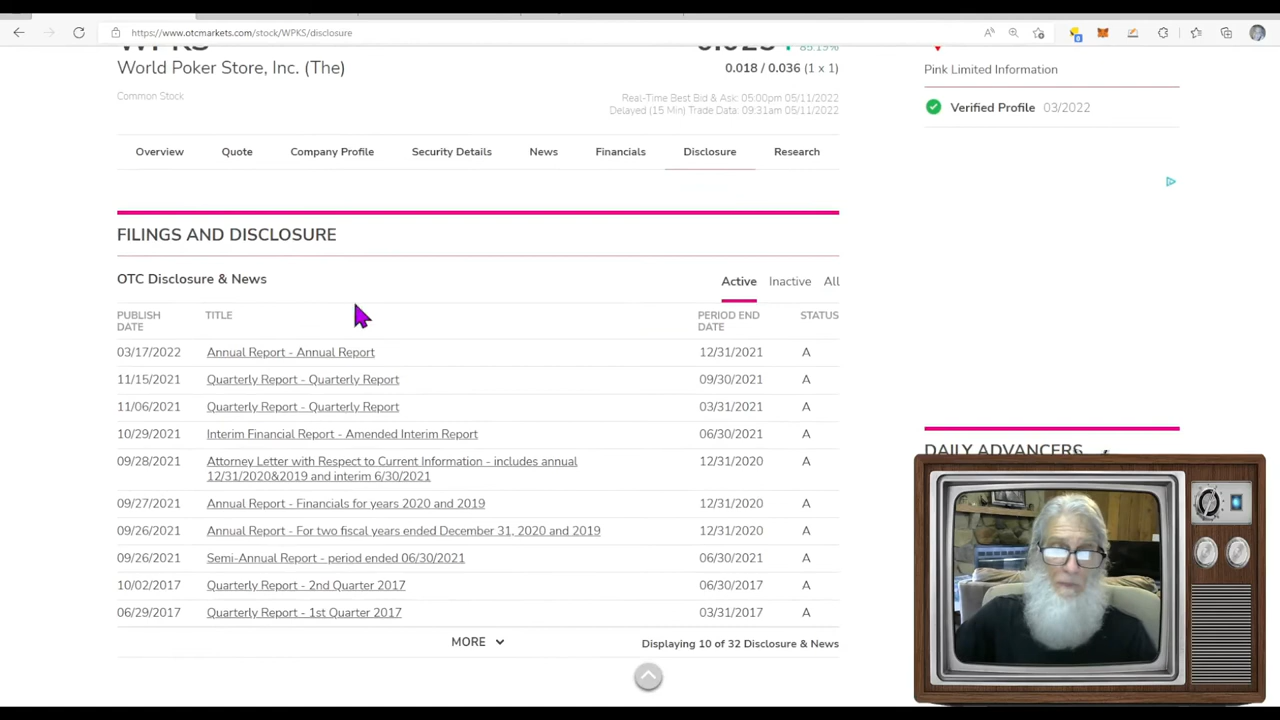 https://www.otcmarkets.com/stock/WPKS/disclosure
WPKS
0.025 85.19%
World Poker Store, Inc. (The)
0.018 / 0.036 (1 x 1)
Common Stock
Real-Time Best Bid & Ask: 05:00pm 05/11/2022
Delayed (15 Min) Trade Data: 09:31am 05/11/2022
Pink Limited Information
Verified Profile 03/2022
Overview Quote Company Profile Security Details News Financials Disclosure Research
FILINGS AND DISCLOSURE
OTC Disclosure & News
Active Inactive All
PUBLISH DATE TITLE PERIOD END DATE STATUS
03/17/2022 Annual Report - Annual Report 12/31/2021 A
11/15/2021 Quarterly Report - Quarterly Report 09/30/2021 A
11/06/2021 Quarterly Report - Quarterly Report 03/31/2021 A
10/29/2021 Interim Financial Report - Amended Interim Report 06/30/2021 A
09/28/2021 Attorney Letter with Respect to Current Information - includes annual 12/31/2020 A
12/31/2020&2019 and interim 6/30/2021
09/27/2021 Annual Report - Financials for years 2020 and 2019 12/31/2020 A
09/26/2021 Annual Report - For two fiscal years ended December 31, 2020 and 2019 12/31/2020 A
09/26/2021 Semi-Annual Report - period ended 06/30/2021 06/30/2021 A
10/02/2017 Quarterly Report - 2nd Quarter 2017 06/30/2017 A
06/29/2017 Quarterly Report - 1st Quarter 2017 03/31/2017 A
MORE
Displaying 10 of 32 Disclosure & News
DAILY ADVANCERS